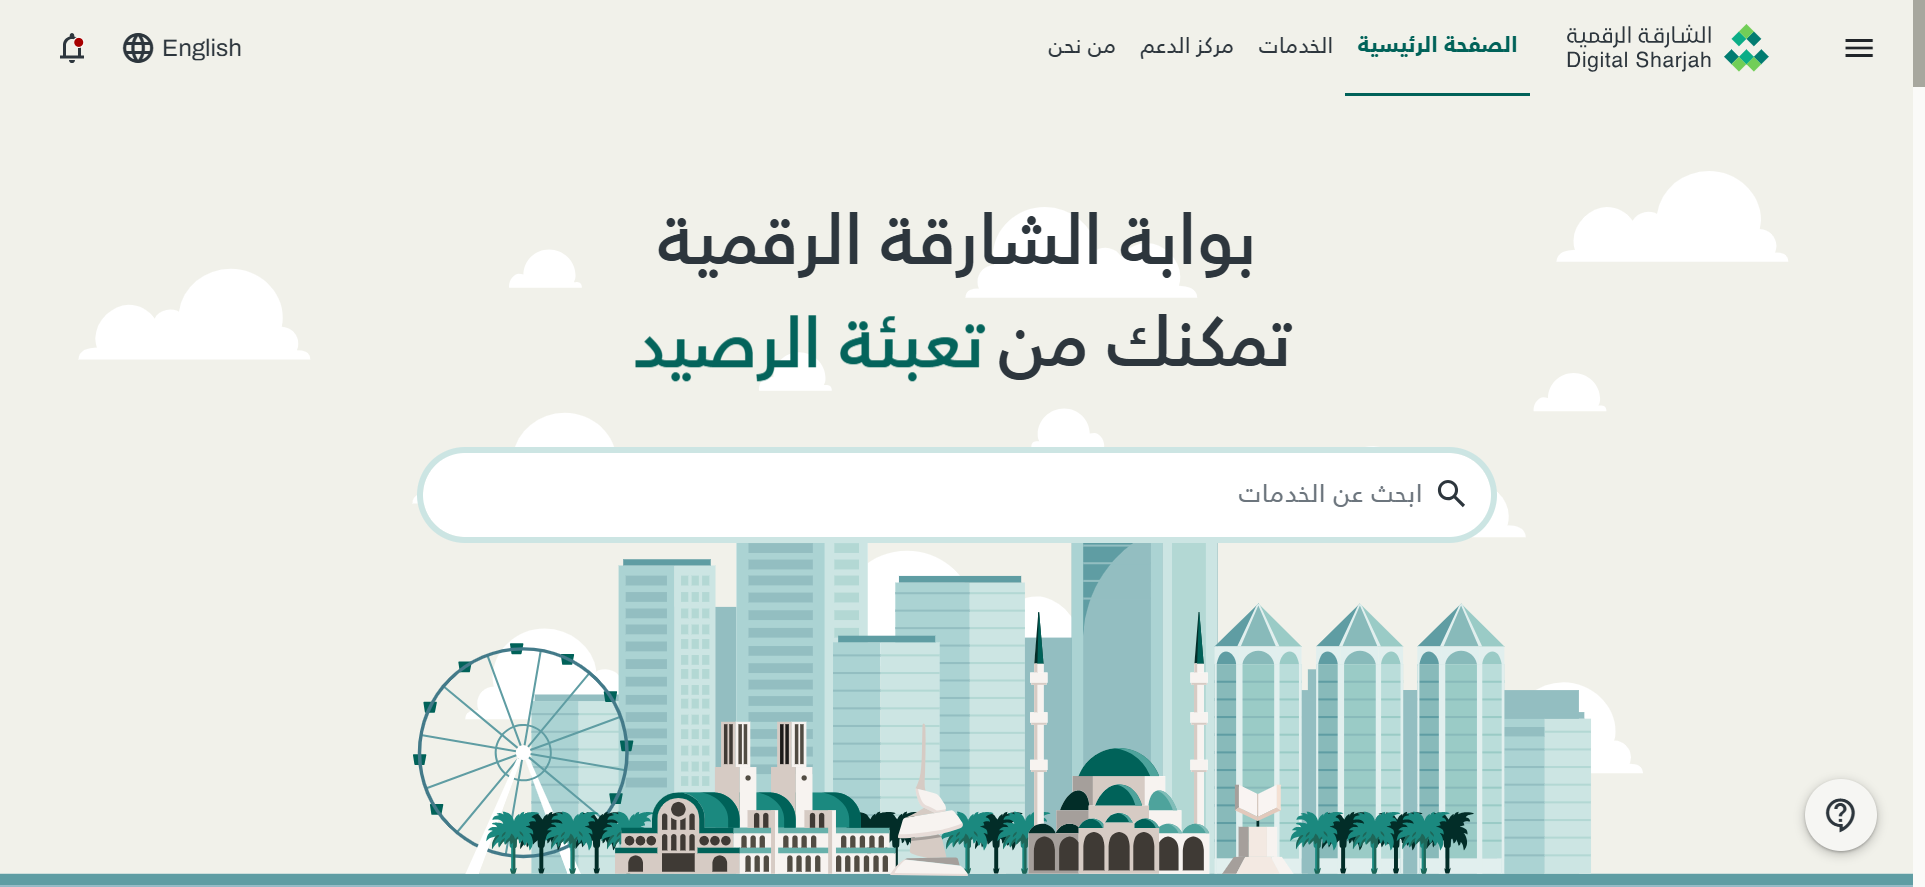 الشارقة الرقمية
Digital Sharjah
الصفحة الرئيسية
الخدمات
مركز الدعم
من نحن
English
بوابة الشارقة الرقمية
تمكنك من تعبئة الرصيد
ابحث عن الخدمات